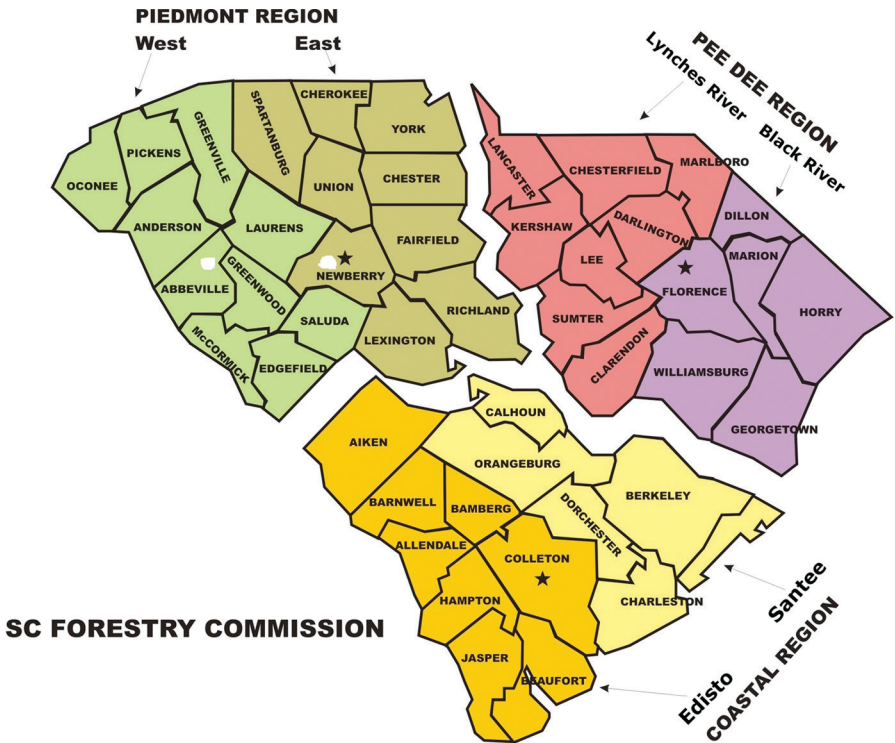 PIEDMONT REGION
West
East
PEE DEE REGION
Lynches River
Black River
CHEROKEE
SPARTANBURG
YORK
GREENVILLE
PICKENS
OCONEE
UNION
CHESTER
ANDERSON
LAURENS
FAIRFIELD
NEWBERRY
ABBEVILLE
GREENWOOD
RICHLAND
SALUDA
LEXINGTON
McCORMICK
EDGEFIELD
LANCASTER
CHESTERFIELD
MARLBORO
KERSHAW
DARLINGTON
DILLON
LEE
MARION
FLORENCE
SUMTER
HORRY
CLARENDON
WILLIAMSBURG
GEORGETOWN
CALHOUN
AIKEN
ORANGEBURG
BERKELEY
BARNWELL
BAMBERG
DORCHESTER
ALLENDALE
COLLETON
HAMPTON
CHARLESTON
JASPER
BEAUFORT
SC FORESTRY COMMISSION
Santee
Edisto
COASTAL REGION